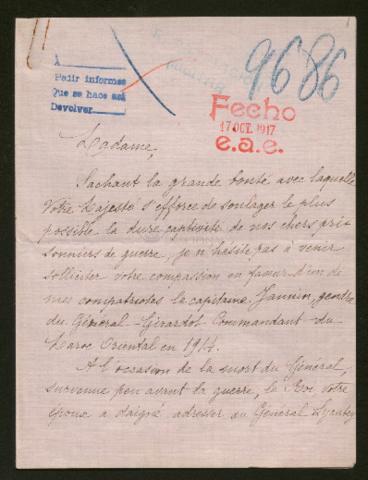 A
Pedir informes
Que se hace asi
Devolver
9686
Fecho
17 OCT. 1917
e.a.e.
Madame,
Sachant la grande bonté avec laquelle
Votre Majesté s'efforce de soulager le plus
possible la dure captivité de nos chers pri-
sonniers de guerre, je n'hésite pas à venir
solliciter votre compassion en faveur d'un de
mes compatriotes le capitaine Jannin, gendre
du Général Girardot Commandant du
Maroc Oriental en 1914.
A l'occasion de la mort du Général,
survenue peu avant la guerre, le Roi, Votre
époux a daigné adresser au Général Lyautey